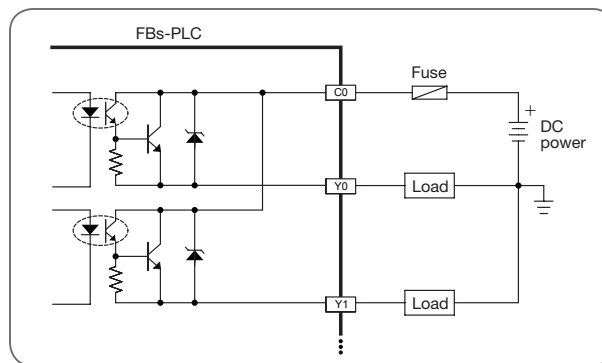 FBs-PLC
C0
Fuse
+
DC
power
Y0
Load
Y1
Load